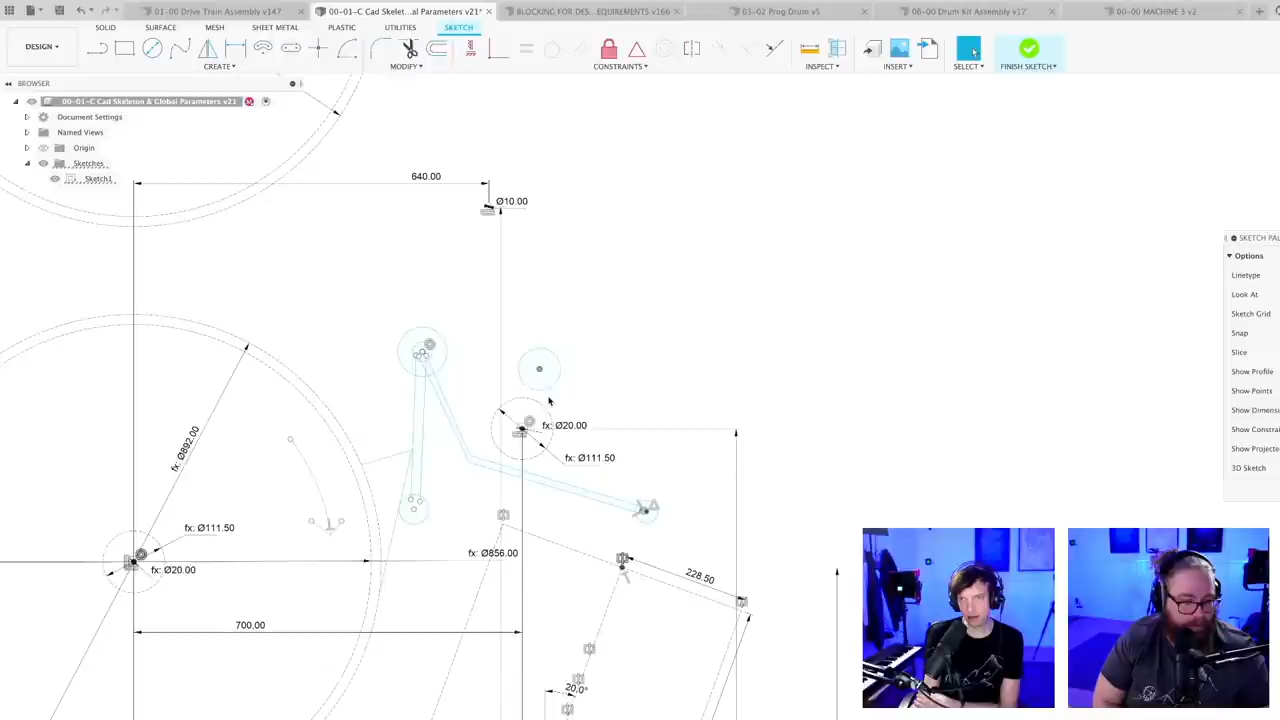 01-00 Drive Train Assembly v147
00-01-C Cad Skelet...al Parameters v21*
BLOCKING FOR DES...EQUIREMENTS v166
03-02 Prog Drum v5
06-00 Drum Kit Assembly v17
00-00 MACHINE 3 v2
SOLID SURFACE MESH SHEET METAL PLASTIC UTILITIES SKETCH
DESIGN
CREATE MODIFY CONSTRAINTS INSPECT INSERT SELECT FINISH SKETCH
BROWSER
00-01-C Cad Skeleton & Global Parameters v21
Document Settings
Named Views
Origin
Sketches
Sketch1
640.00
Ø10.00
fx: Ø892.00
fx: Ø20.00
fx: Ø111.50
fx: Ø111.50
fx: Ø856.00
fx: Ø20.00
228.50
700.00
20.0°
SKETCH PAL
Options
Linetype
Look At
Sketch Grid
Snap
Slice
Show Profile
Show Points
Show Dimens
Show Constrai
Show Projecte
3D Sketch